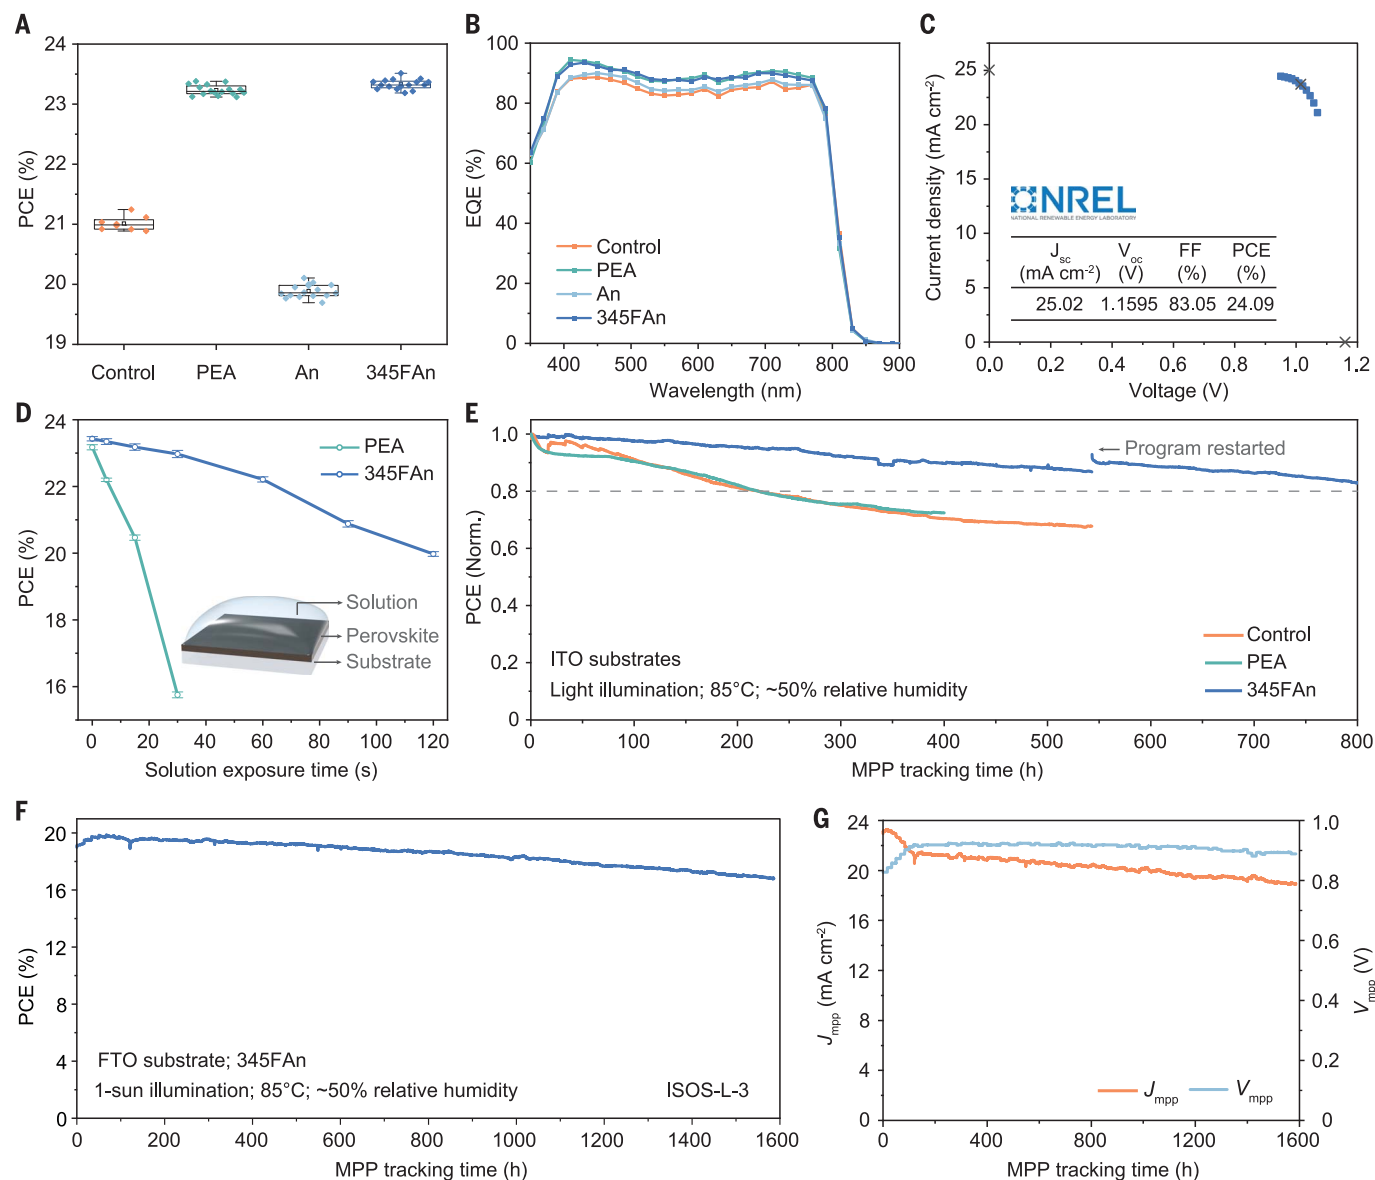 A
24
23
22
21
20
19
PCE (%)
Control
PEA
An
345FAn
B
100
80
60
40
20
0
EQE (%)
Control
PEA
An
345FAn
400
500
600
700
800
900
Wavelength (nm)
C
25
20
15
10
5
0
Current density (mA cm⁻²)
NREL
NATIONAL RENEWABLE ENERGY LABORATORY
J_sc V_oc FF PCE
(mA cm⁻²) (V) (%) (%)
25.02 1.1595 83.05 24.09
0.0 0.2 0.4 0.6 0.8 1.0 1.2
Voltage (V)
D
24
22
20
18
16
PCE (%)
PEA
345FAn
Solution
Perovskite
Substrate
0 20 40 60 80 100 120
Solution exposure time (s)
E
1.0
0.8
0.6
0.4
0.2
0
PCE (Norm.)
Program restarted
ITO substrates
Light illumination; 85°C; ~50% relative humidity
Control
PEA
345FAn
0 100 200 300 400 500 600 700 800
MPP tracking time (h)
F
20
16
12
8
4
0
PCE (%)
FTO substrate; 345FAn
1-sun illumination; 85°C; ~50% relative humidity
ISOS-L-3
0 200 400 600 800 1000 1200 1400 1600
MPP tracking time (h)
G
24
20
16
12
8
4
0
J_mpp (mA cm⁻²)
1.0
0.8
0.6
0.4
0.2
0
V_mpp (V)
J_mpp V_mpp
0 400 800 1200 1600
MPP tracking time (h)